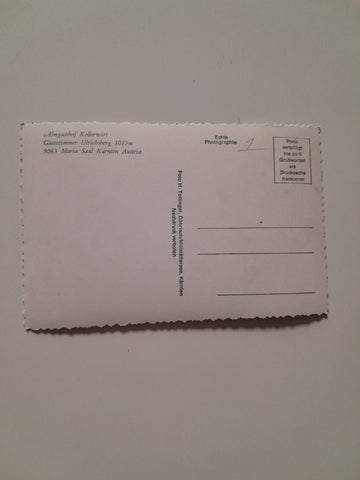 Almgasthof Kollerwirt
Gästezimmer Ulrichsberg 1015m
9063 Maria Saal Kärnten Austria
Echte
Photographie
1
Porto
verbilligt
bis zu 5
Grußworten
als
Drucksache
frankieren
Foto H. Tollinger, Döbriach/Millstättersee, Kärnten
Nachdruck verboten